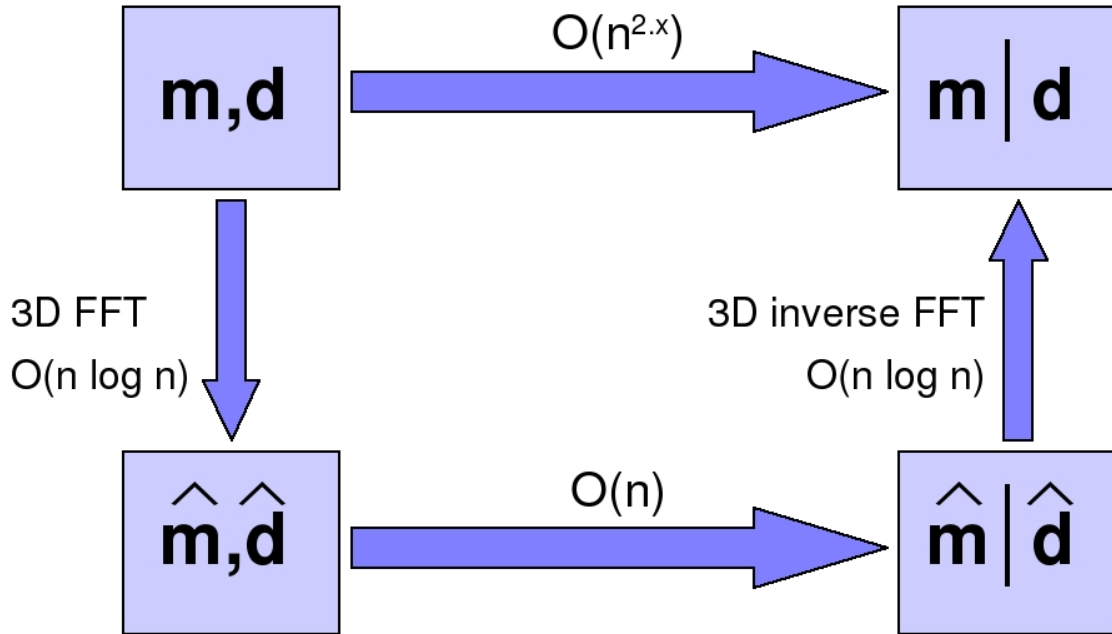 O(n^2.x)
m,d
m | d
3D FFT
3D inverse FFT
O(n log n)
O(n log n)
O(n)
m̂,d̂
m̂ | d̂